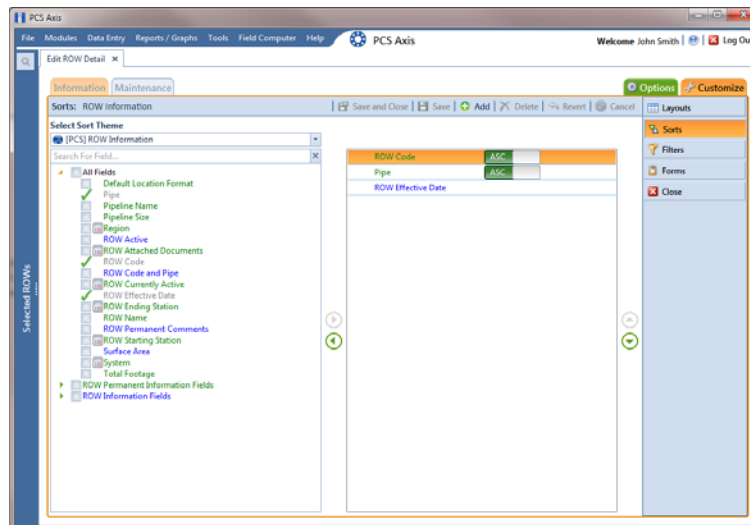 PCS Axis
File Modules Data Entry Reports / Graphs Tools Field Computer Help PCS Axis Welcome John Smith Log Ou
Edit ROW Detail
Information Maintenance Options Customize
Sorts: ROW Information Save and Close Save Add Delete Revert Cancel
Layouts
Sorts
Filters
Forms
Close
Select Sort Theme
[PCS] ROW Information
Search For Field...
All Fields
Default Location Format
Pipe
Pipeline Name
Pipeline Size
Region
ROW Active
ROW Attached Documents
ROW Code
ROW Code and Pipe
ROW Currently Active
ROW Effective Date
ROW Ending Station
ROW Name
ROW Permanent Comments
ROW Starting Station
Surface Area
System
Total Footage
ROW Permanent Information Fields
ROW Information Fields
ROW Code ASC
Pipe ASC
ROW Effective Date
Selected ROWs